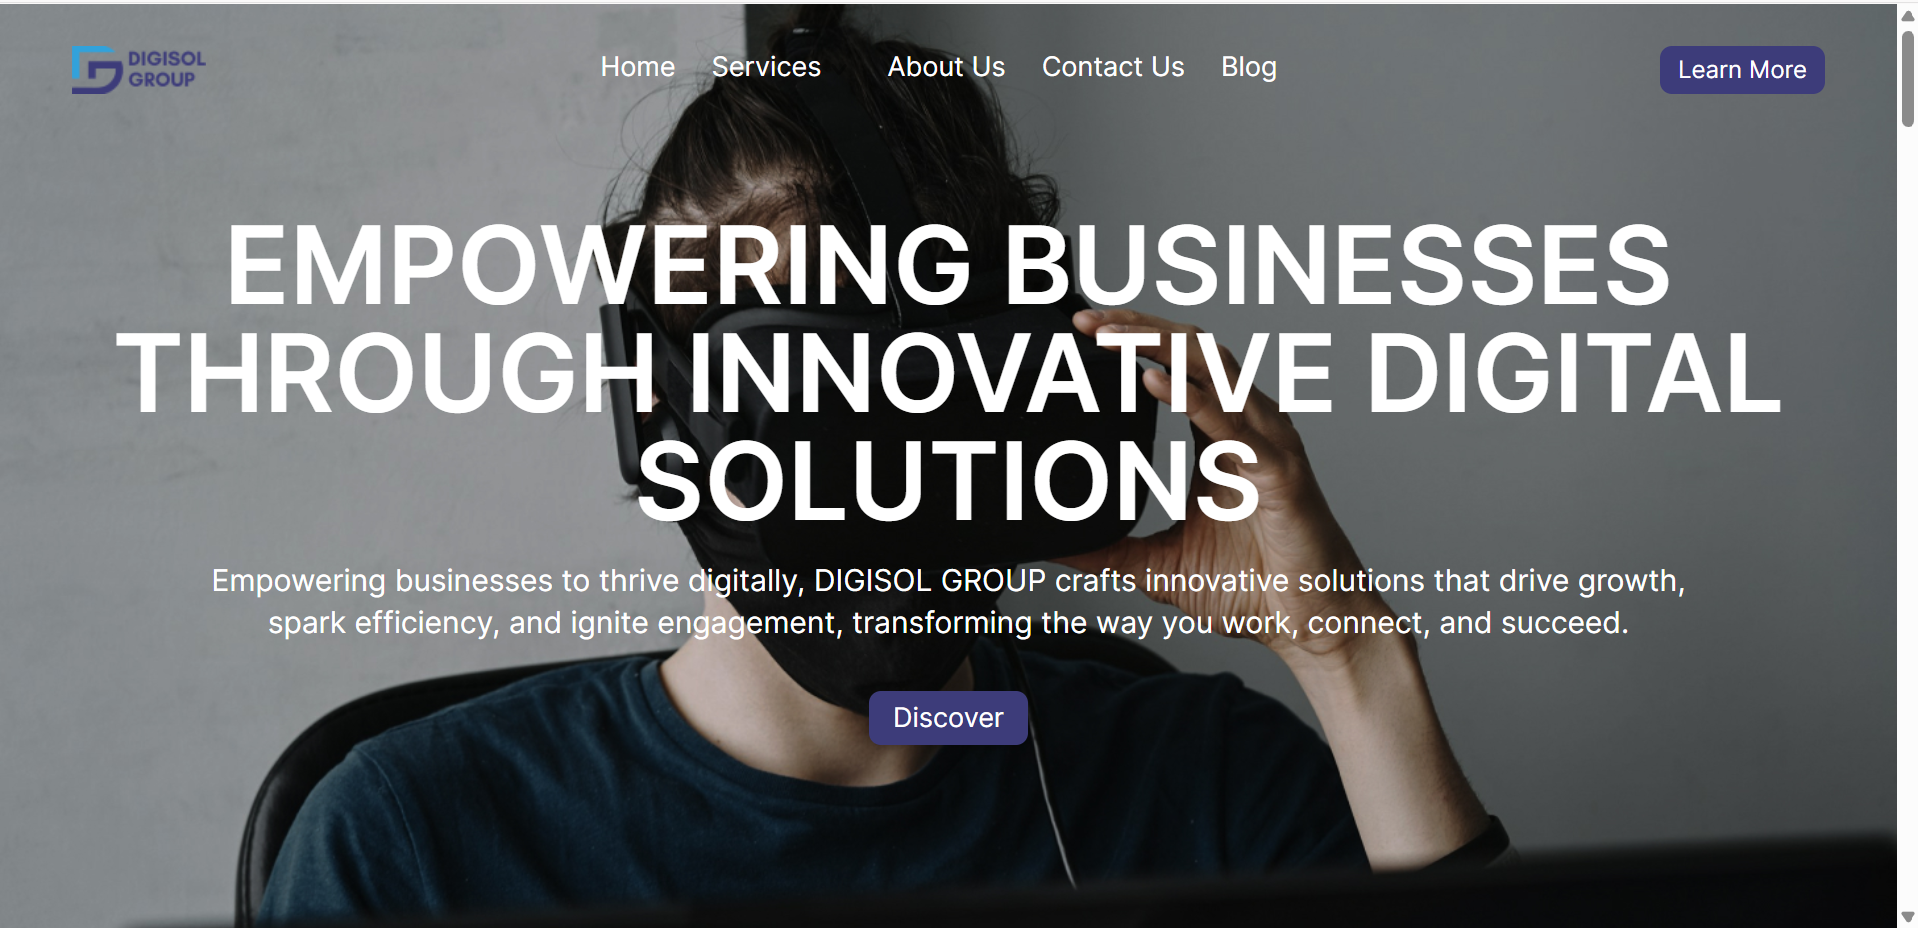 DIGISOL
GROUP
Home Services About Us Contact Us Blog
Learn More
EMPOWERING BUSINESSES
THROUGH INNOVATIVE DIGITAL
SOLUTIONS
Empowering businesses to thrive digitally, DIGISOL GROUP crafts innovative solutions that drive growth,
spark efficiency, and ignite engagement, transforming the way you work, connect, and succeed.
Discover